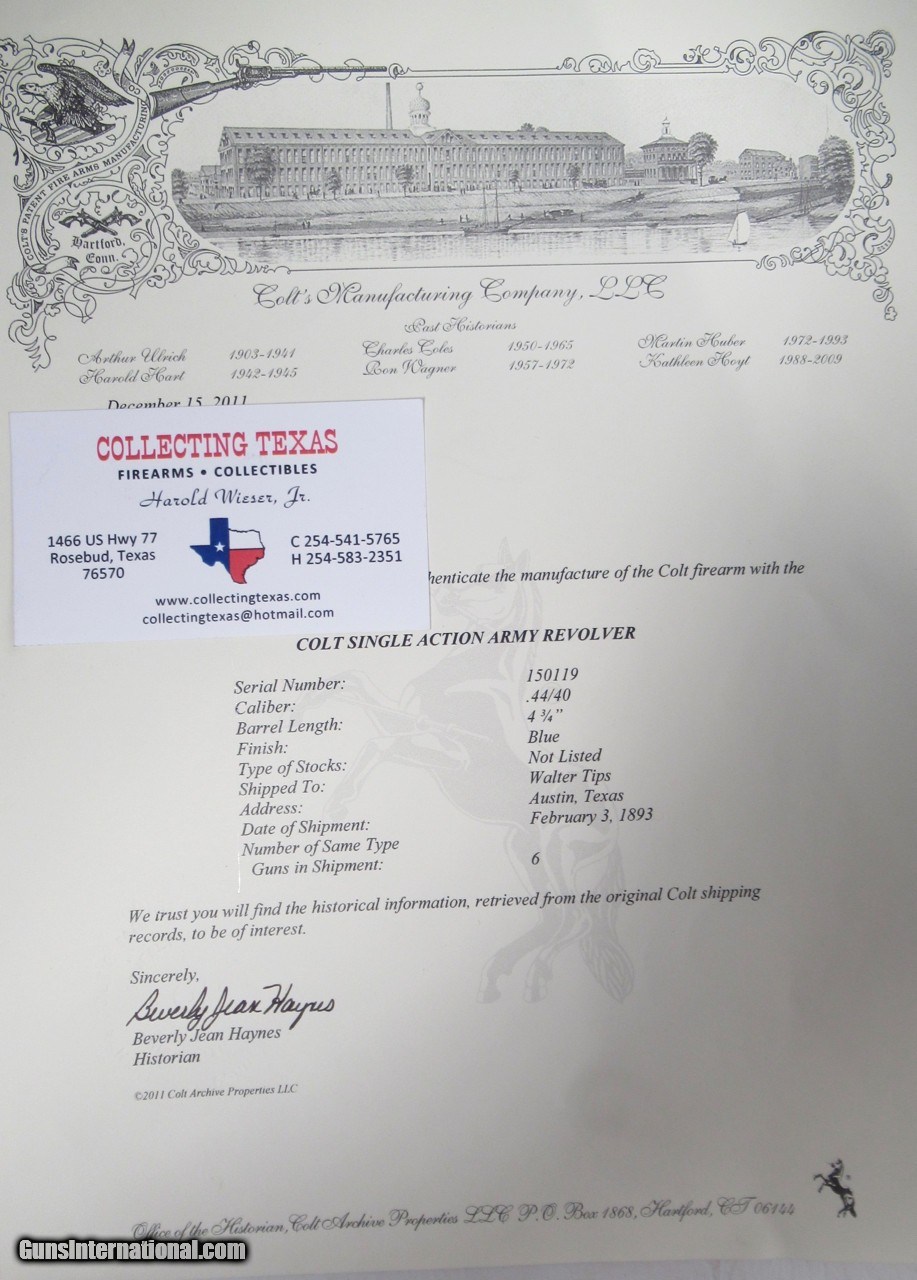 COLT'S PATENT FIRE ARMS MANUFACTURING CO
Hartford,
Conn.
Colt's Manufacturing Company, LLC
Past Historians
Arthur Ulrich 1903-1941 Charles Coles 1950-1965 Martin Huber 1972-1993
Harold Hart 1942-1945 Ron Wagner 1957-1972 Kathleen Hoyt 1988-2009
December 15, 2011
COLLECTING TEXAS
FIREARMS • COLLECTIBLES
Harold Wieser, Jr.
1466 US Hwy 77 C 254-541-5765
Rosebud, Texas H 254-583-2351
76570
www.collectingtexas.com
collectingtexas@hotmail.com
henticate the manufacture of the Colt firearm with the
COLT SINGLE ACTION ARMY REVOLVER
Serial Number: 150119
Caliber: .44/40
Barrel Length: 4 ¾”
Finish: Blue
Type of Stocks: Not Listed
Shipped To: Walter Tips
Address: Austin, Texas
Date of Shipment: February 3, 1893
Number of Same Type
Guns in Shipment: 6
We trust you will find the historical information, retrieved from the original Colt shipping
records, to be of interest.
Sincerely,
Beverly Jean Haynes
Beverly Jean Haynes
Historian
©2011 Colt Archive Properties LLC
Office of the Historian, Colt Archive Properties LLC P.O. Box 1868, Hartford, CT 06144
GunsInternational.com